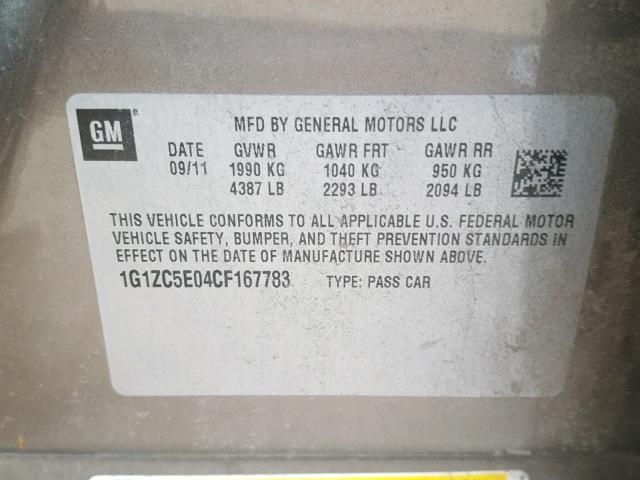 GM ®
MFD BY GENERAL MOTORS LLC
DATE GVWR GAWR FRT GAWR RR
09/11 1990 KG 1040 KG 950 KG
4387 LB 2293 LB 2094 LB
THIS VEHICLE CONFORMS TO ALL APPLICABLE U.S. FEDERAL MOTOR
VEHICLE SAFETY, BUMPER, AND THEFT PREVENTION STANDARDS IN
EFFECT ON THE DATE OF MANUFACTURE SHOWN ABOVE.
1G1ZC5E04CF167783 TYPE: PASS CAR